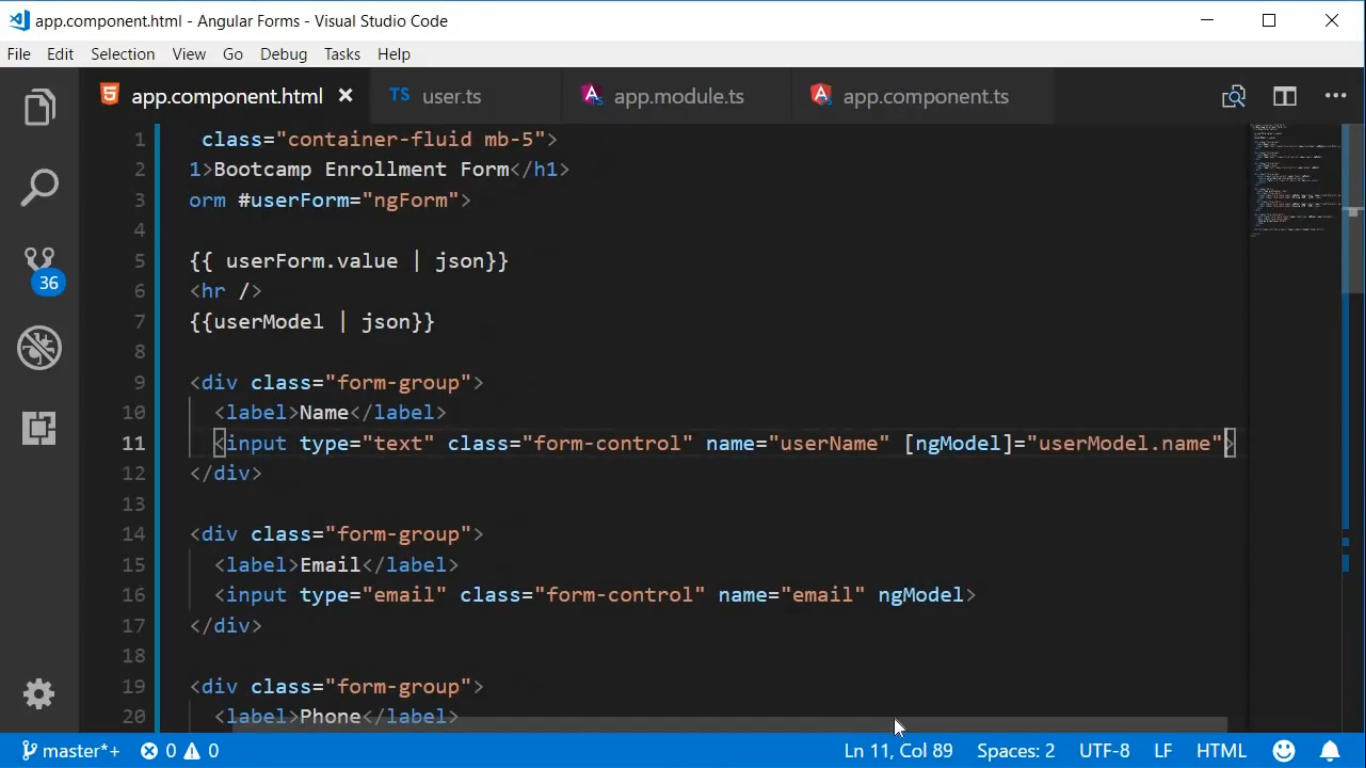 app.component.html - Angular Forms - Visual Studio Code
File Edit Selection View Go Debug Tasks Help
app.component.html TS user.ts app.module.ts app.component.ts
1 class="container-fluid mb-5">
2 1>Bootcamp Enrollment Form</h1>
3 orm #userForm="ngForm">
4
5 {{ userForm.value | json}}
6 <hr />
7 {{userModel | json}}
8
9 <div class="form-group">
10 <label>Name</label>
11 <input type="text" class="form-control" name="userName" [ngModel]="userModel.name">
12 </div>
13
14 <div class="form-group">
15 <label>Email</label>
16 <input type="email" class="form-control" name="email" ngModel>
17 </div>
18
19 <div class="form-group">
20 <label>Phone</label>
36
master*+ 0 0 Ln 11, Col 89 Spaces: 2 UTF-8 LF HTML